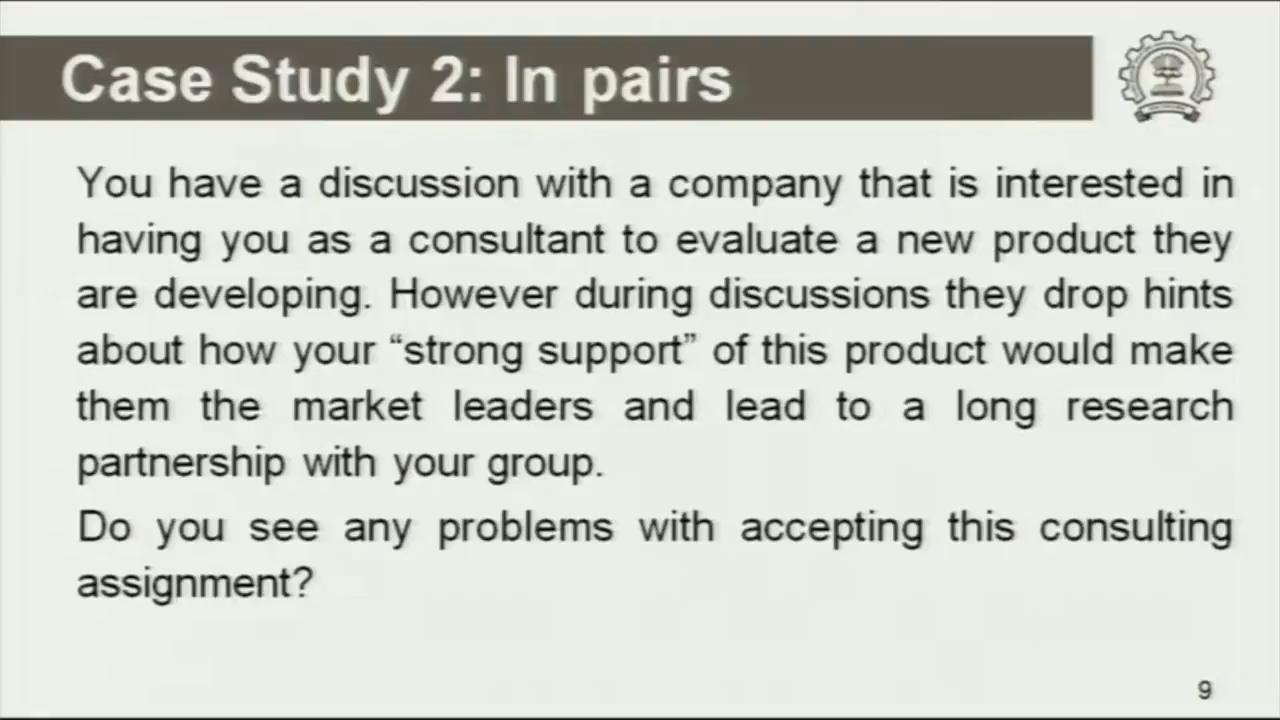 Case Study 2: In pairs
You have a discussion with a company that is interested in
having you as a consultant to evaluate a new product they
are developing. However during discussions they drop hints
about how your “strong support” of this product would make
them the market leaders and lead to a long research
partnership with your group.
Do you see any problems with accepting this consulting
assignment?
9